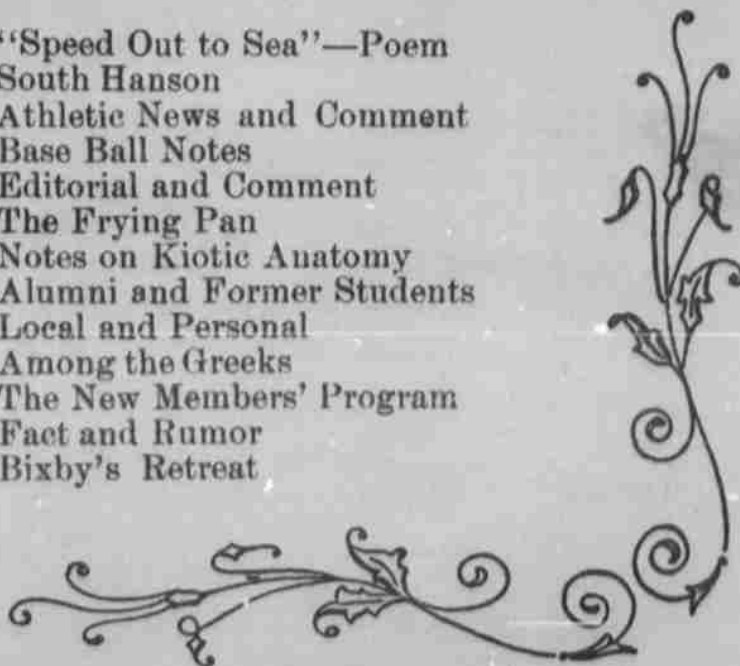 "Speed Out to Sea"—Poem
South Hanson
Athletic News and Comment
Base Ball Notes
Editorial and Comment
The Frying Pan
Notes on Kiotic Anatomy
Alumni and Former Students
Local and Personal
Among the Greeks
The New Members' Program
Fact and Rumor
Bixby's Retreat